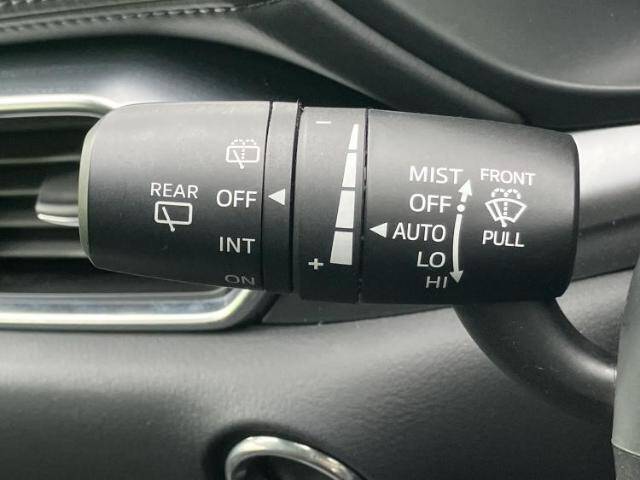 REAR
OFF
INT
ON
−
+
MIST
OFF
AUTO
LO
HI
FRONT
PULL